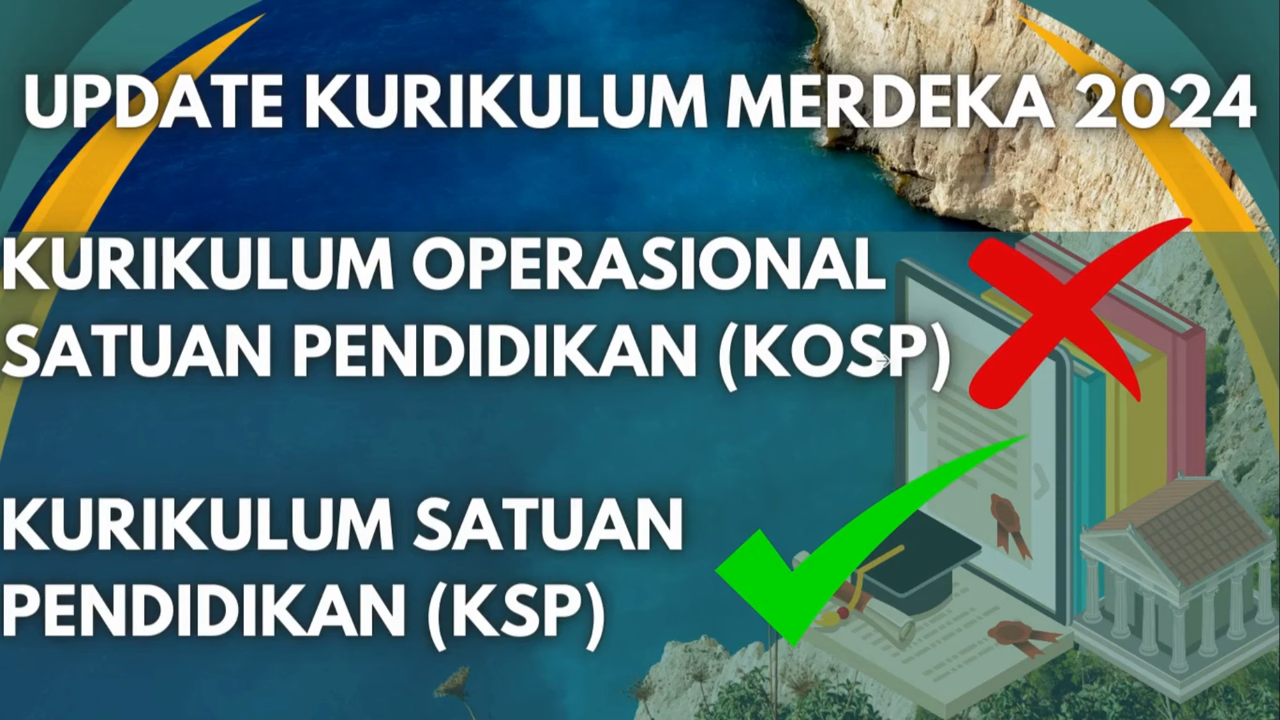 UPDATE KURIKULUM MERDEKA 2024
KURIKULUM OPERASIONAL
SATUAN PENDIDIKAN (KOSP)
KURIKULUM SATUAN
PENDIDIKAN (KSP)